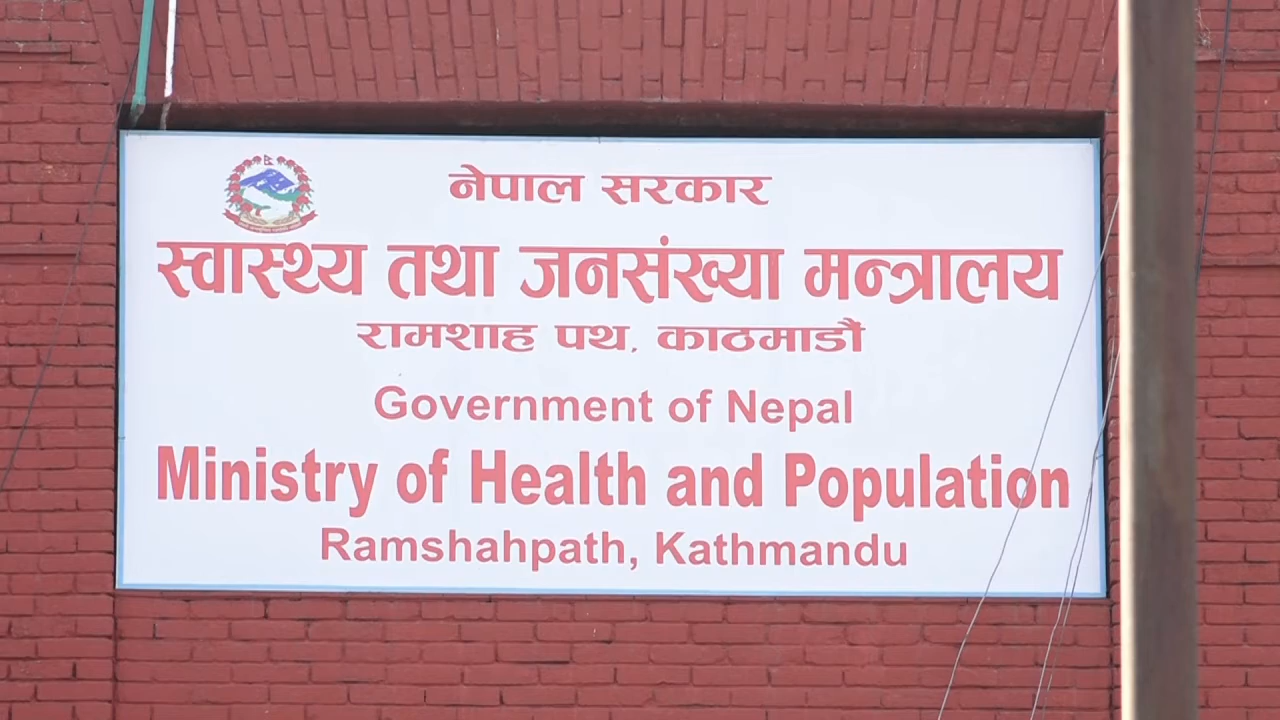 नेपाल सरकार
स्वास्थ्य तथा जनसंख्या मन्त्रालय
रामशाह पथ, काठमाडौं
Government of Nepal
Ministry of Health and Population
Ramshahpath, Kathmandu